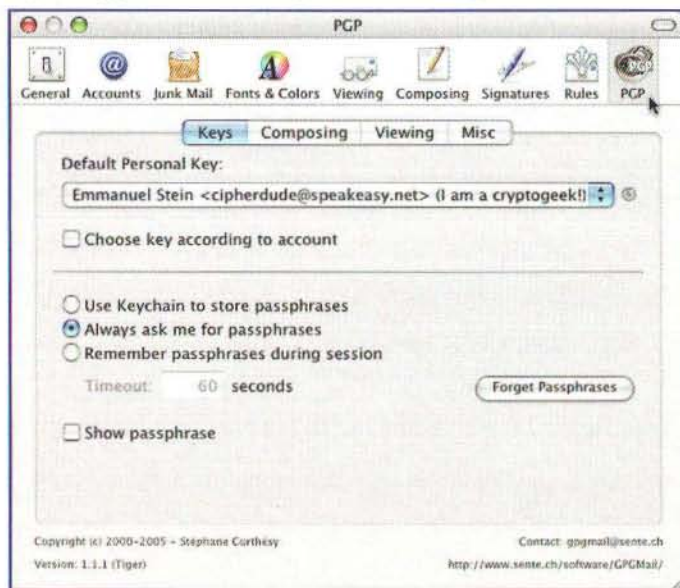 PGP
General Accounts Junk Mail Fonts & Colors Viewing Composing Signatures Rules PGP
Keys Composing Viewing Misc
Default Personal Key:
Emmanuel Stein <cipherdude@speakeasy.net> (I am a cryptogeek!)
Choose key according to account
Use Keychain to store passphrases
Always ask me for passphrases
Remember passphrases during session
Timeout: 60 seconds Forget Passphrases
Show passphrase
Copyright (c) 2000-2005 - Stéphane Corthésy Contact: gpgmail@sente.ch
Version: 1.1.1 (Tiger) http://www.sente.ch/software/GPGMail/